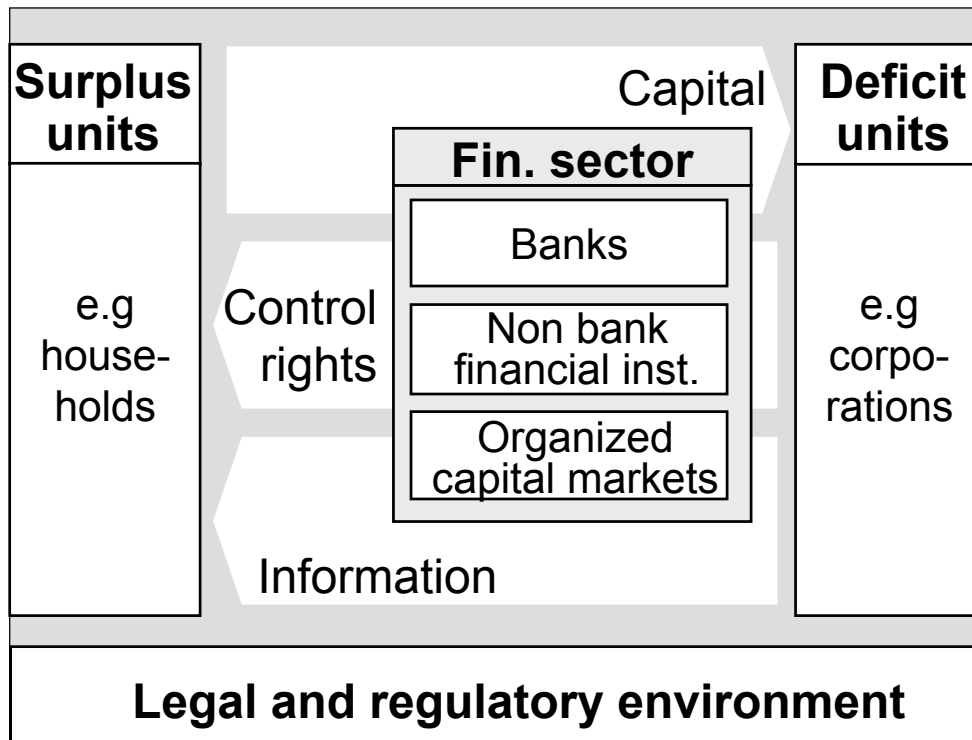 Surplus
units
e.g
house-
holds
Capital
Control
rights
Information
Fin. sector
Banks
Non bank
financial inst.
Organized
capital markets
Deficit
units
e.g
corpo-
rations
Legal and regulatory environment